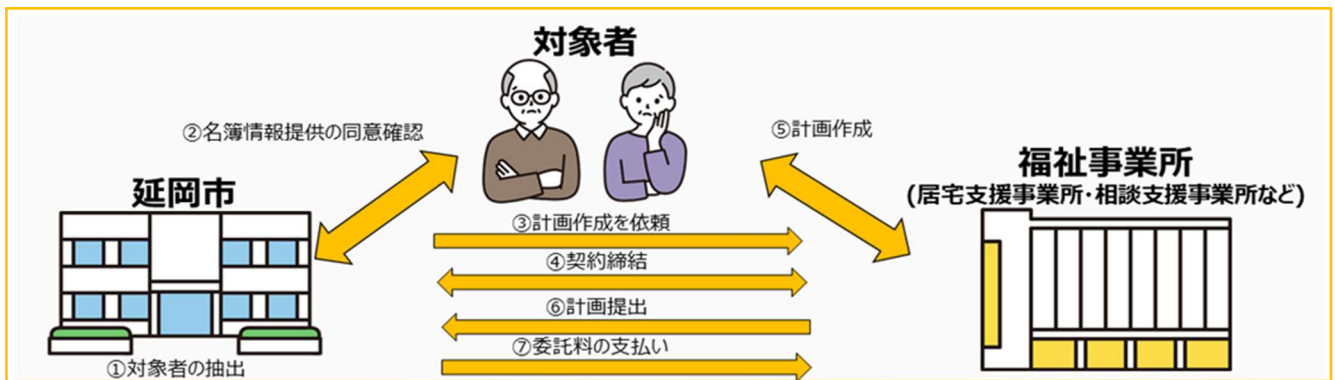 対象者
②名簿情報提供の同意確認
⑤計画作成
延岡市
福祉事業所
(居宅支援事業所・相談支援事業所など)
③計画作成を依頼
④契約締結
⑥計画提出
⑦委託料の支払い
①対象者の抽出